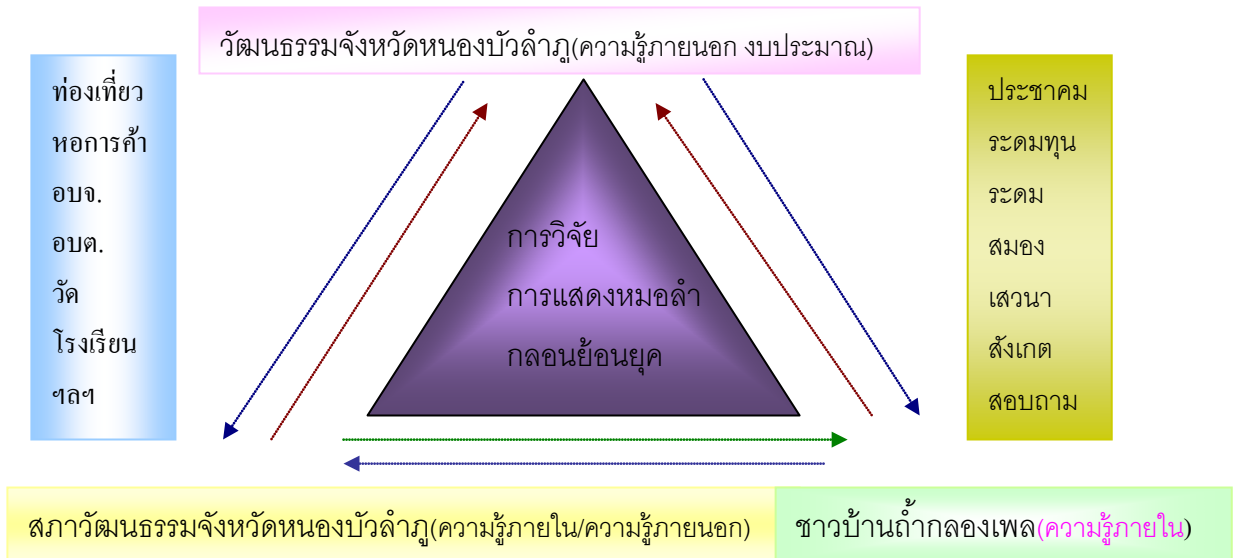 วัฒนธรรมจังหวัดหนองบัวลำภู(ความรู้ภายนอก งบประมาณ)
ท่องเที่ยว
หอการค้า
อบจ.
อบต.
วัด
โรงเรียน
ฯลฯ
การวิจัย
การแสดงหมอลำ
กลอนย้อนยุค
ประชาคม
ระดมทุน
ระดม
สมอง
เสวนา
สังเกต
สอบถาม
สภาวัฒนธรรมจังหวัดหนองบัวลำภู(ความรู้ภายใน/ความรู้ภายนอก)
ชาวบ้านถ้ำกลองเพล(ความรู้ภายใน)